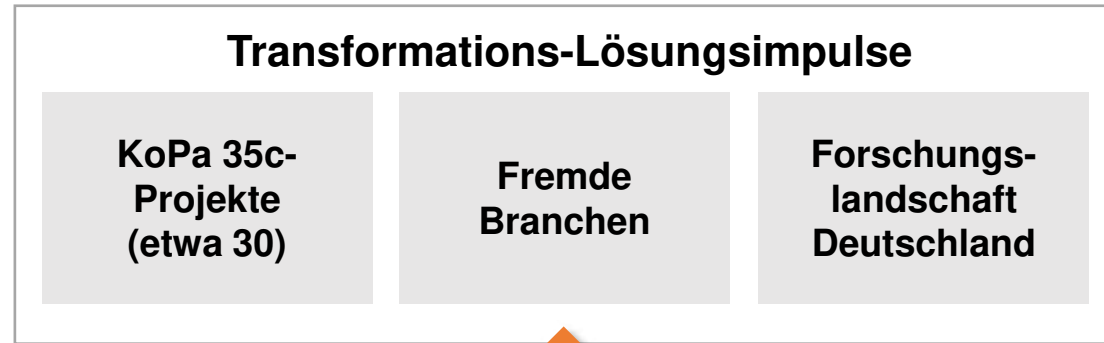 Transformations-Lösungsimpulse
KoPa 35c-
Projekte
(etwa 30)
Fremde
Branchen
Forschungs-
landschaft
Deutschland